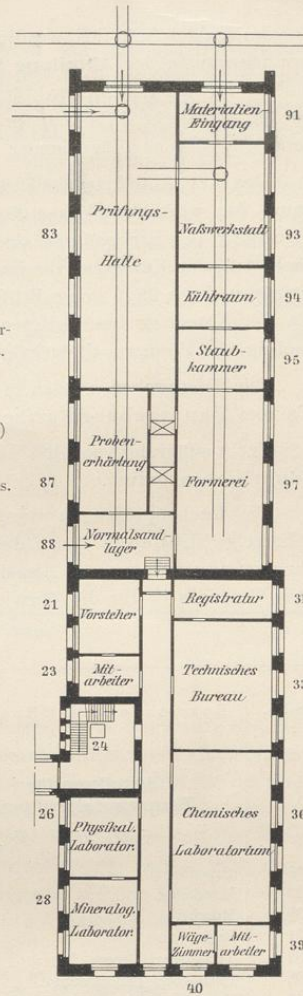 Materialien-
Eingang
91
Prüfungs-
Halle
83
Naßwerkstatt
93
Kühlraum
94
Staub-
kammer
95
Proben-
erhärtung
87
Formerei
97
Normalsand-
lager
88
Vorsteher
21
Registratur
Mit-
arbeiter
23
Technisches
Bureau
24
Physikal.
Laborator.
26
Chemisches
Laboratorium
Mineralog.
Laborator.
28
Wäge-
Zimmer
Mit-
arbeiter
39
40